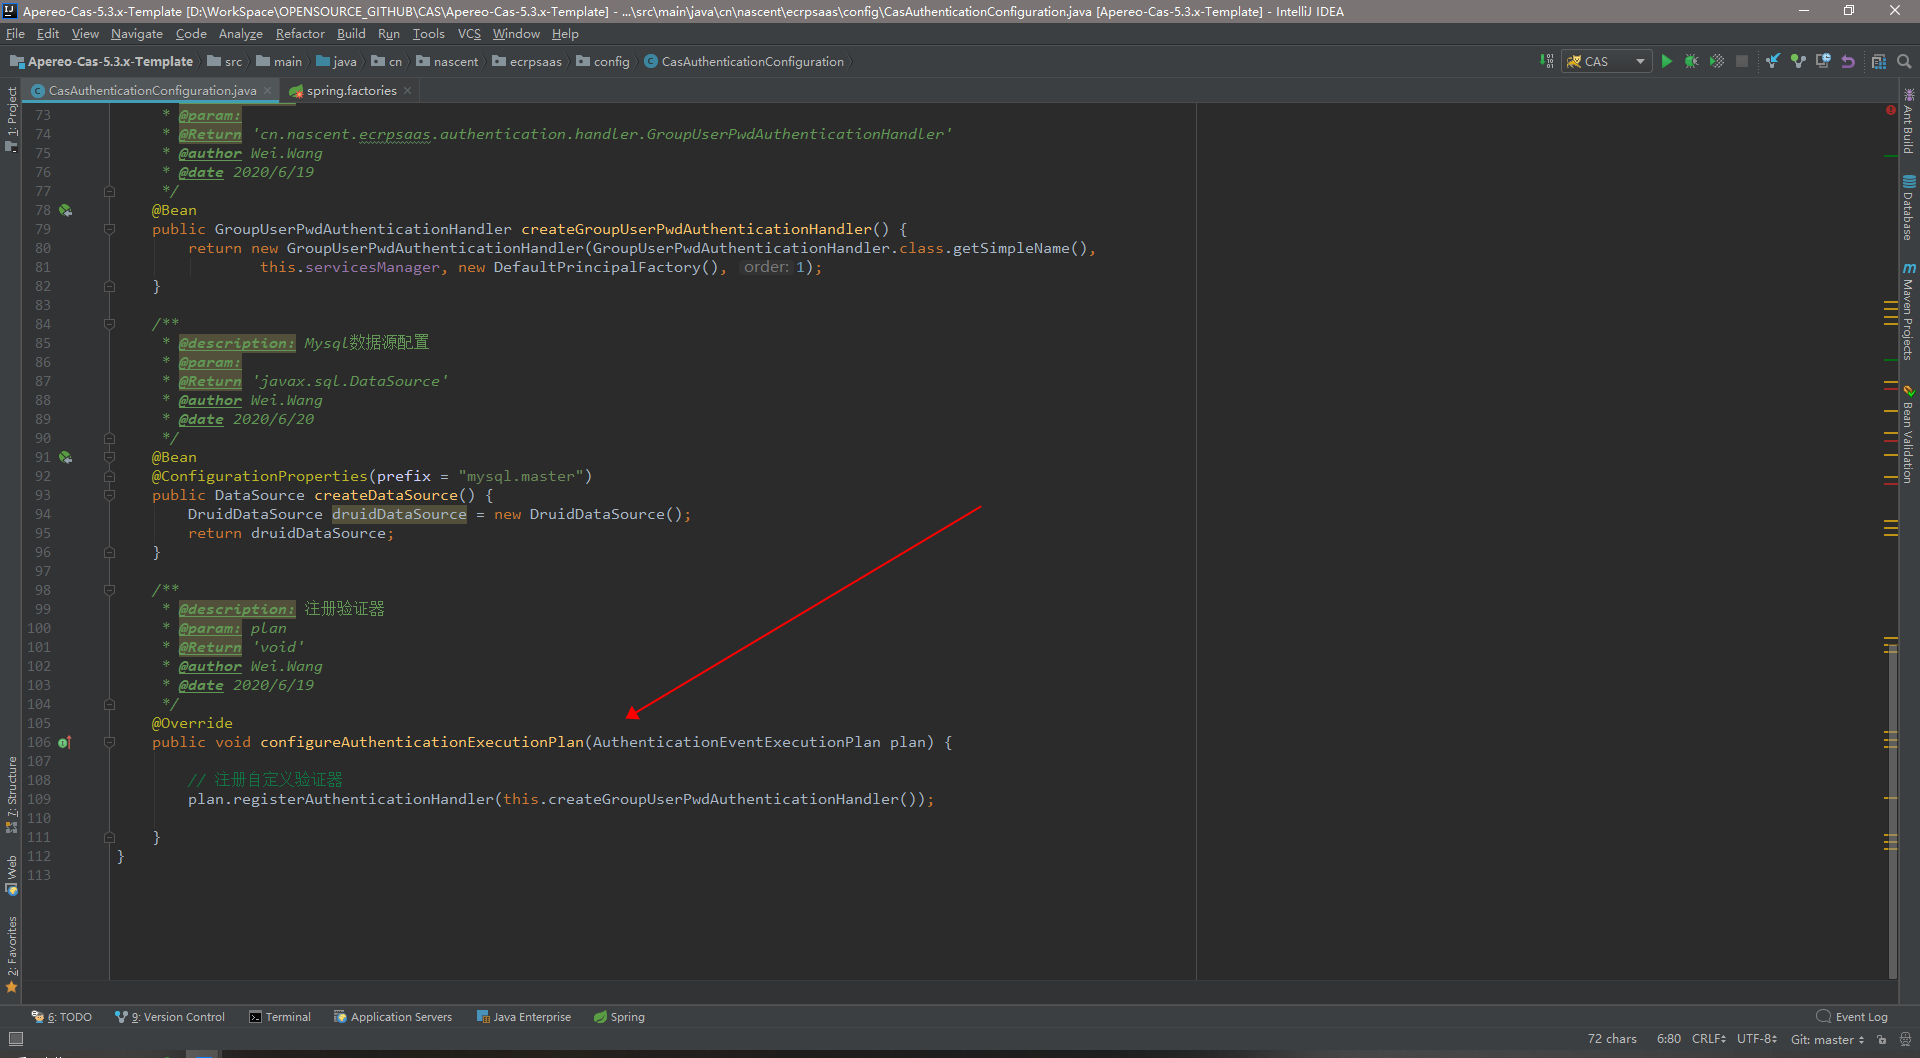 Apereo-Cas-5.3.x-Template [D:\WorkSpace\OPENSOURCE_GITHUB\CAS\Apereo-Cas-5.3.x-Template] - ...\src\main\java\cn\nascent\ecrpsaas\config\CasAuthenticationConfiguration.java [Apereo-Cas-5.3.x-Template] - IntelliJ IDEA
File Edit View Navigate Code Analyze Refactor Build Run Tools VCS Window Help
Apereo-Cas-5.3.x-Template src main java cn nascent ecrpsaas config CasAuthenticationConfiguration CAS
CasAuthenticationConfiguration.java spring.factories
73 * @param:
74 * @Return 'cn.nascent.ecrpsaas.authentication.handler.GroupUserPwdAuthenticationHandler'
75 * @author Wei.Wang
76 * @date 2020/6/19
77 */
78 @Bean
79 public GroupUserPwdAuthenticationHandler createGroupUserPwdAuthenticationHandler() {
80 return new GroupUserPwdAuthenticationHandler(GroupUserPwdAuthenticationHandler.class.getSimpleName(),
81 this.servicesManager, new DefaultPrincipalFactory(), order: 1);
82 }
83
84 /**
85 * @description: Mysql数据源配置
86 * @param:
87 * @Return 'javax.sql.DataSource'
88 * @author Wei.Wang
89 * @date 2020/6/20
90 */
91 @Bean
92 @ConfigurationProperties(prefix = "mysql.master")
93 public DataSource createDataSource() {
94 DruidDataSource druidDataSource = new DruidDataSource();
95 return druidDataSource;
96 }
97
98 /**
99 * @description: 注册验证器
100 * @param: plan
101 * @Return 'void'
102 * @author Wei.Wang
103 * @date 2020/6/19
104 */
105 @Override
106 public void configureAuthenticationExecutionPlan(AuthenticationEventExecutionPlan plan) {
107
108 // 注册自定义验证器
109 plan.registerAuthenticationHandler(this.createGroupUserPwdAuthenticationHandler());
110
111 }
112 }
113
1: Project
7: Structure
Web
2: Favorites
Ant Build
Database
Maven Projects
Bean Validation
6: TODO 9: Version Control Terminal Application Servers Java Enterprise Spring Event Log
72 chars 6:80 CRLF UTF-8 Git: master